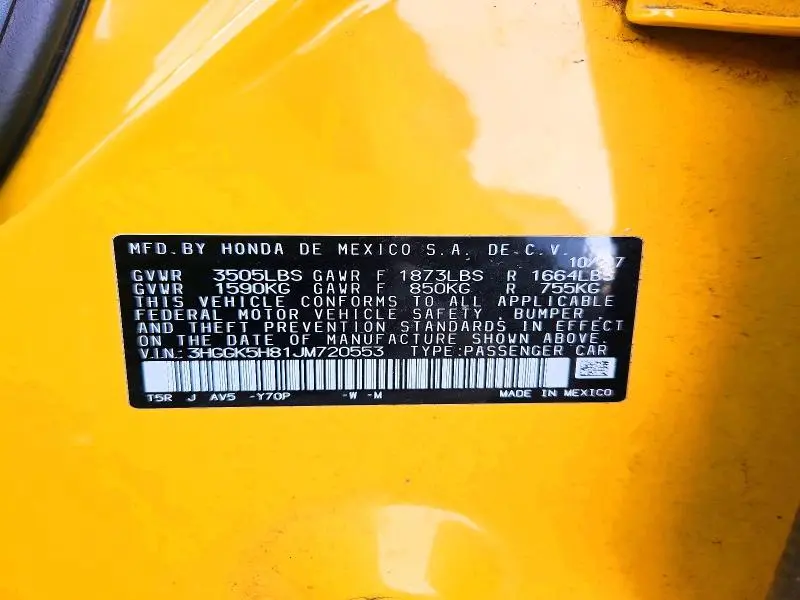 MFD.BY HONDA DE MEXICO S.A. DE C.V.
GVWR 3505LBS GAWR F 1873LBS R 1664LBS
GVWR 1590KG GAWR F 850KG R 755KG
THIS VEHICLE CONFORMS TO ALL APPLICABLE
FEDERAL MOTOR VEHICLE SAFETY , BUMPER ,
AND THEFT PREVENTION STANDARDS IN EFFECT
ON THE DATE OF MANUFACTURE SHOWN ABOVE.
V.IN.: 3HGGK5H81JM720553 TYPE:PASSENGER CAR
T5R J AV5 -Y70P -W -M MADE IN MEXICO